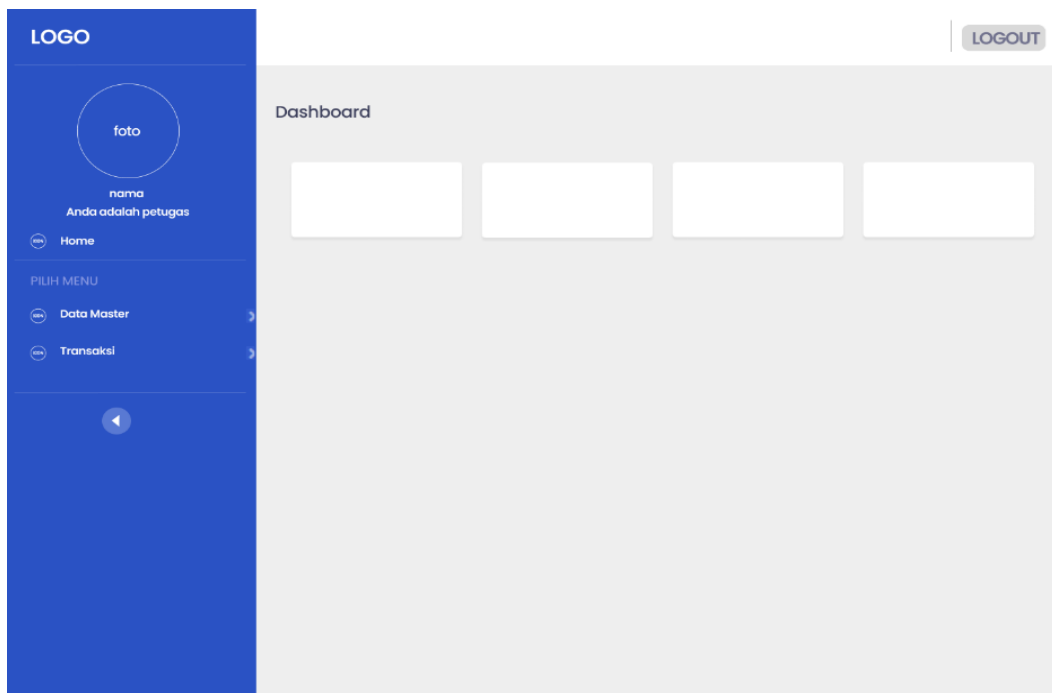 LOGO
LOGOUT
foto
nama
Anda adalah petugas
Home
Dashboard
PILIH MENU
Data Master
Transaksi